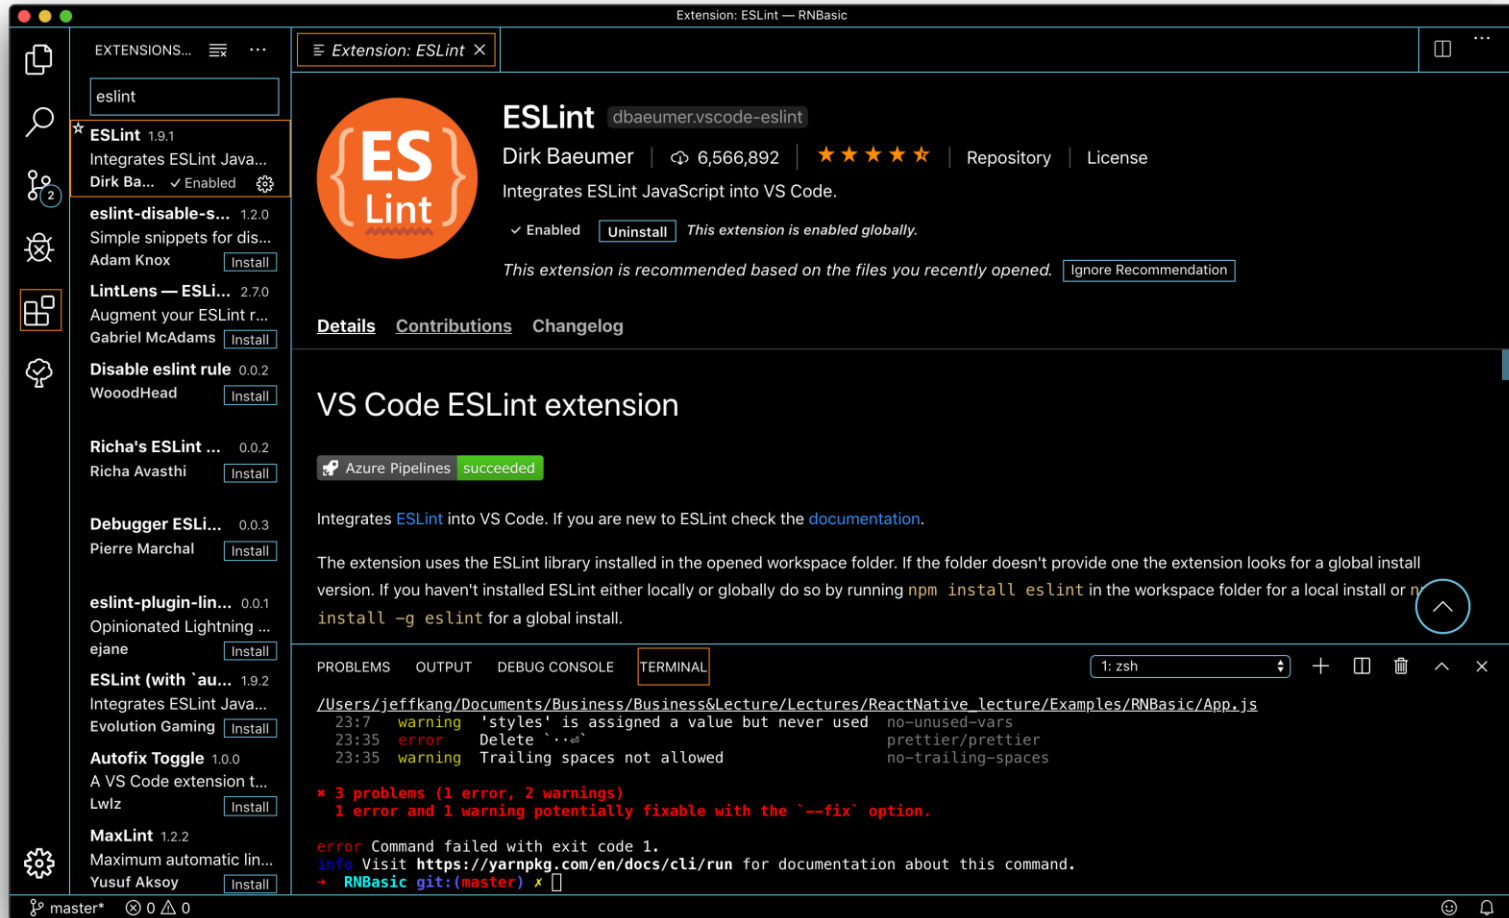 Extension: ESLint — RNBasic
EXTENSIONS...
eslint
ESLint 1.9.1
Integrates ESLint Java...
Dirk Ba... ✓ Enabled
eslint-disable-s... 1.2.0
Simple snippets for dis...
Adam Knox Install
LintLens — ESLi... 2.7.0
Augment your ESLint r...
Gabriel McAdams Install
Disable eslint rule 0.0.2
WooodHead Install
Richa's ESLint ... 0.0.2
Richa Avasthi Install
Debugger ESLi... 0.0.3
Pierre Marchal Install
eslint-plugin-lin... 0.0.1
Opinionated Lightning ...
ejane Install
ESLint (with `au... 1.9.2
Integrates ESLint Java...
Evolution Gaming Install
Autofix Toggle 1.0.0
A VS Code extension t...
Lwlz Install
MaxLint 1.2.2
Maximum automatic lin...
Yusuf Aksoy Install
2
Extension: ESLint
{ES}
Lint
ESLint dbaeumer.vscode-eslint
Dirk Baeumer | 6,566,892 | ★★★★ | Repository | License
Integrates ESLint JavaScript into VS Code.
✓ Enabled Uninstall This extension is enabled globally.
This extension is recommended based on the files you recently opened. Ignore Recommendation
Details Contributions Changelog
VS Code ESLint extension
Azure Pipelines succeeded
Integrates ESLint into VS Code. If you are new to ESLint check the documentation.
The extension uses the ESLint library installed in the opened workspace folder. If the folder doesn't provide one the extension looks for a global install
version. If you haven't installed ESLint either locally or globally do so by running npm install eslint in the workspace folder for a local install or
install -g eslint for a global install.
PROBLEMS OUTPUT DEBUG CONSOLE TERMINAL 1: zsh
/Users/jeffkang/Documents/Business/Business&Lecture/Lectures/ReactNative_lecture/Examples/RNBasic/App.js
23:7 warning 'styles' is assigned a value but never used no-unused-vars
23:35 error Delete `··⏎` prettier/prettier
23:35 warning Trailing spaces not allowed no-trailing-spaces
✖ 3 problems (1 error, 2 warnings)
1 error and 1 warning potentially fixable with the `--fix` option.
error Command failed with exit code 1.
info Visit https://yarnpkg.com/en/docs/cli/run for documentation about this command.
→ RNBasic git:(master) ✗
master* 0 0